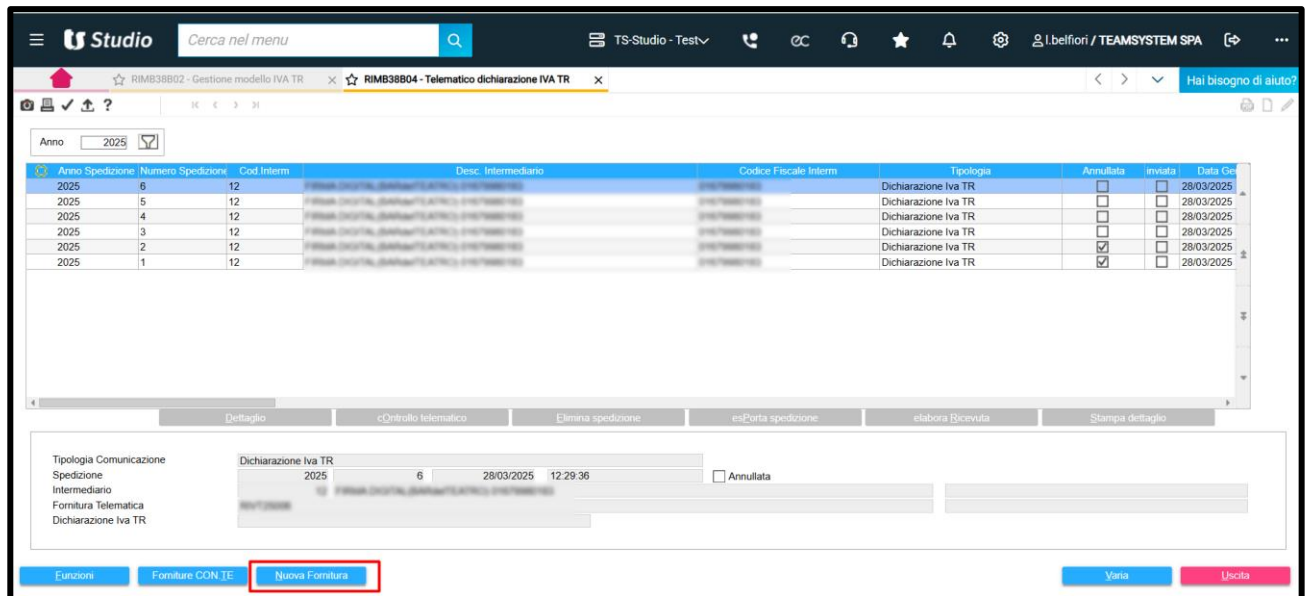 Studio Cerca nel menu TS-Studio - Test l.belfiori / TEAMSYSTEM SPA
RIMB38B02 - Gestione modello IVA TR RIMB38B04 - Telematico dichiarazione IVA TR Hai bisogno di aiuto?
Anno 2025
Anno Spedizione Numero Spedizione Cod.Interm Desc. Intermediario Codice Fiscale Interm Tipologia Annullata inviata Data Ge
2025 6 12 Dichiarazione Iva TR 28/03/2025
2025 5 12 Dichiarazione Iva TR 28/03/2025
2025 4 12 Dichiarazione Iva TR 28/03/2025
2025 3 12 Dichiarazione Iva TR 28/03/2025
2025 2 12 Dichiarazione Iva TR 28/03/2025
2025 1 12 Dichiarazione Iva TR 28/03/2025
Dettaglio cOntrollo telematico Elimina spedizione esPorta spedizione elabora Ricevuta Stampa dettaglio
Tipologia Comunicazione Dichiarazione Iva TR
Spedizione 2025 6 28/03/2025 12:29:36 Annullata
Intermediario
Fornitura Telematica
Dichiarazione Iva TR
Funzioni Forniture CON.TE Nuova Fornitura Varia Uscita